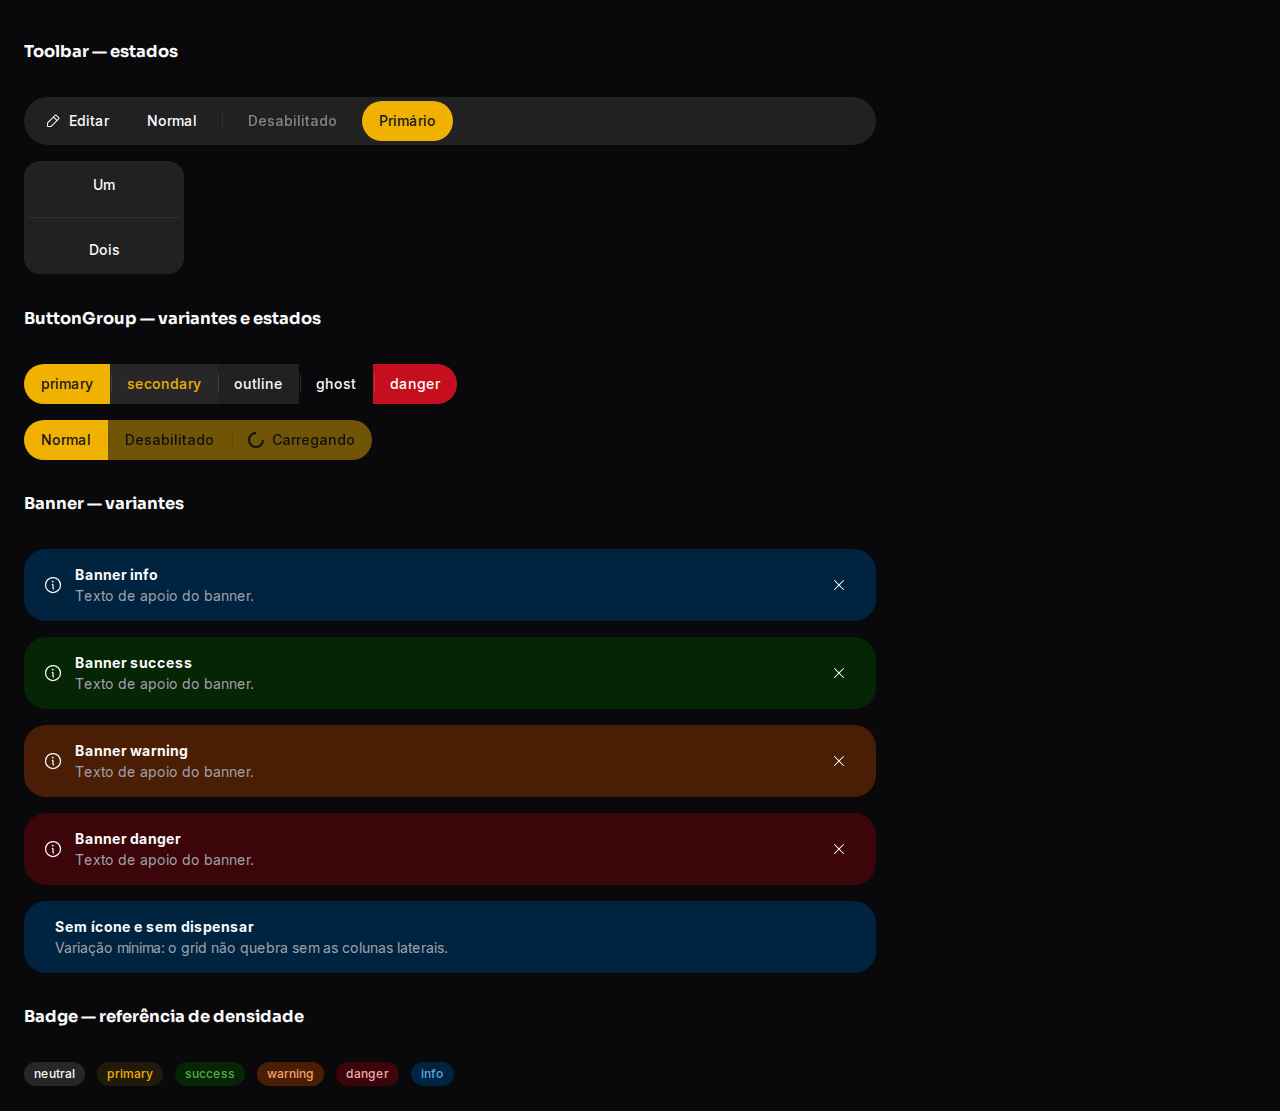 Toolbar — estados
Editar Normal Desabilitado Primário
Um
Dois
ButtonGroup — variantes e estados
primary secondary outline ghost danger
Normal Desabilitado Carregando
Banner — variantes
Banner info
Texto de apoio do banner.
Banner success
Texto de apoio do banner.
Banner warning
Texto de apoio do banner.
Banner danger
Texto de apoio do banner.
Sem ícone e sem dispensar
Variação mínima: o grid não quebra sem as colunas laterais.
Badge — referência de densidade
neutral primary success warning danger info